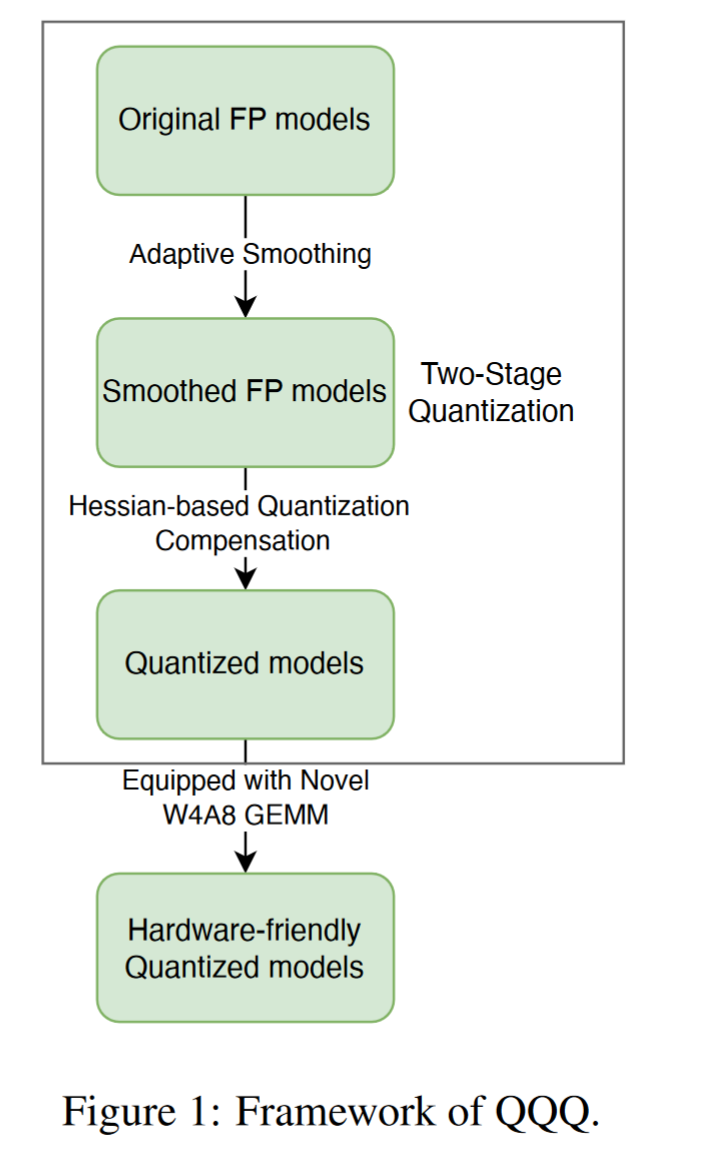 Original FP models
Adaptive Smoothing
Smoothed FP models
Two-Stage
Quantization
Hessian-based Quantization
Compensation
Quantized models
Equipped with Novel
W4A8 GEMM
Hardware-friendly
Quantized models
Figure 1: Framework of QQQ.